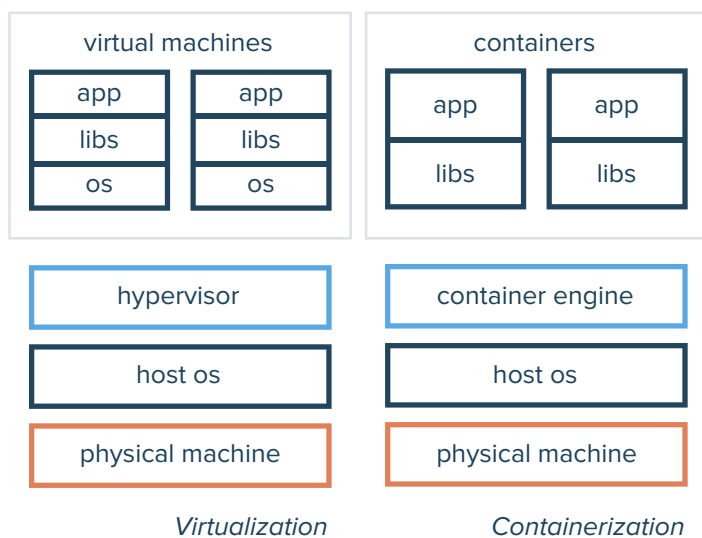 virtual machines
app
libs
os
app
libs
os
hypervisor
host os
physical machine
Virtualization
containers
app
libs
app
libs
container engine
host os
physical machine
Containerization